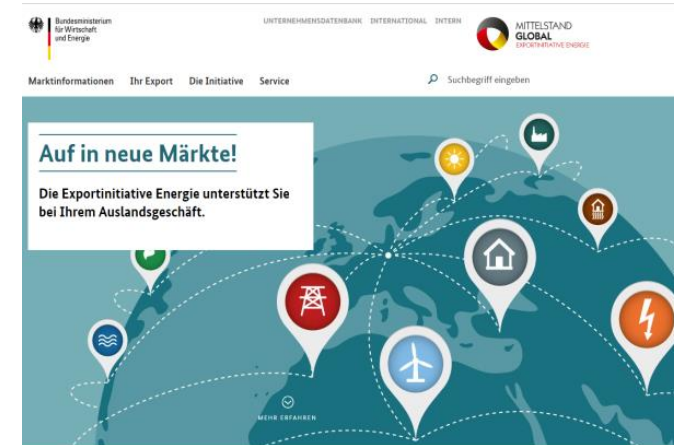 Bundesministerium
für Wirtschaft
und Energie
UNTERNEHMENSDATENBANK INTERNATIONAL INTERN
MITTELSTAND
GLOBAL
EXPORTINITIATIVE ENERGIE
Marktinformationen Ihr Export Die Initiative Service
Suchbegriff eingeben
Auf in neue Märkte!
Die Exportinitiative Energie unterstützt Sie
bei Ihrem Auslandsgeschäft.
MEHR ERFAHREN